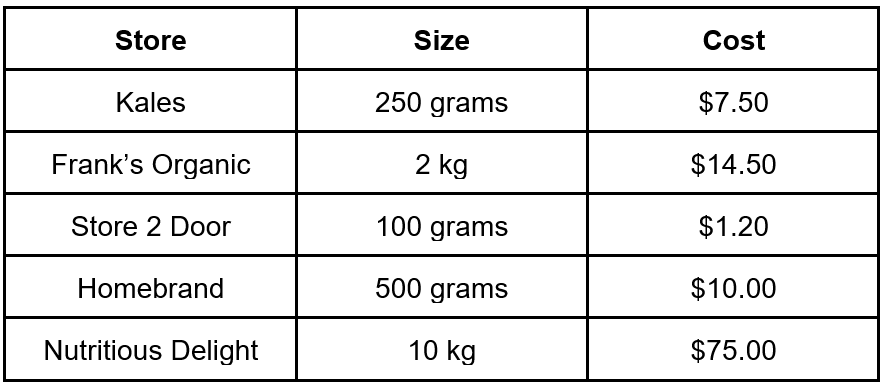 Store Size Cost
Kales 250 grams $7.50
Frank’s Organic 2 kg $14.50
Store 2 Door 100 grams $1.20
Homebrand 500 grams $10.00
Nutritious Delight 10 kg $75.00